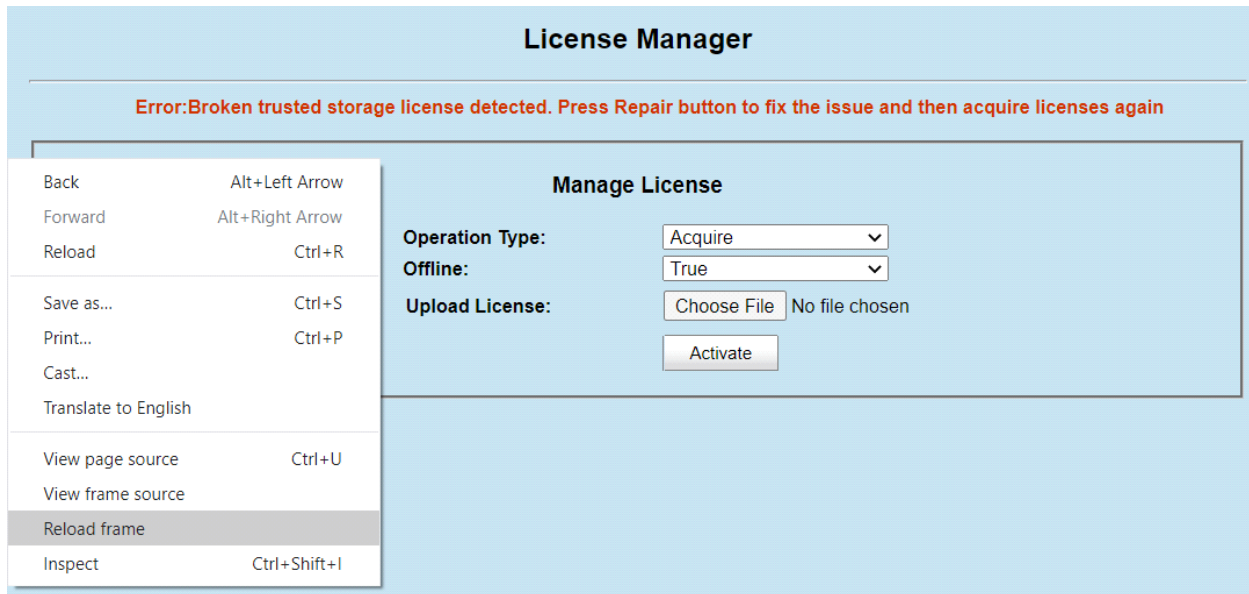 License Manager
Error:Broken trusted storage license detected. Press Repair button to fix the issue and then acquire licenses again
Back Alt+Left Arrow
Forward Alt+Right Arrow
Reload Ctrl+R
Save as... Ctrl+S
Print... Ctrl+P
Cast...
Translate to English
View page source Ctrl+U
View frame source
Reload frame
Inspect Ctrl+Shift+I
Manage License
Operation Type: Acquire
Offline: True
Upload License: Choose File No file chosen
Activate